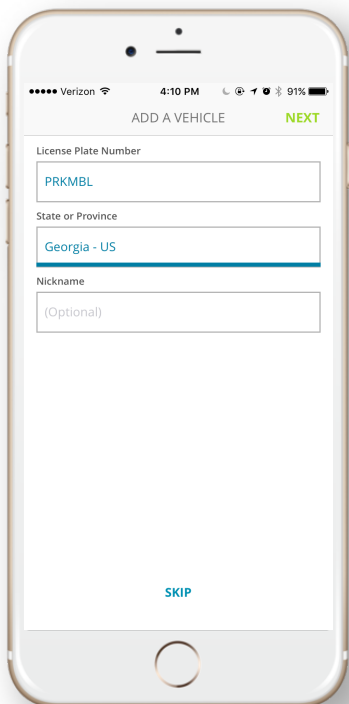 Verizon 4:10 PM 91%
ADD A VEHICLE NEXT
License Plate Number
PRKMBL
State or Province
Georgia - US
Nickname
(Optional)
SKIP